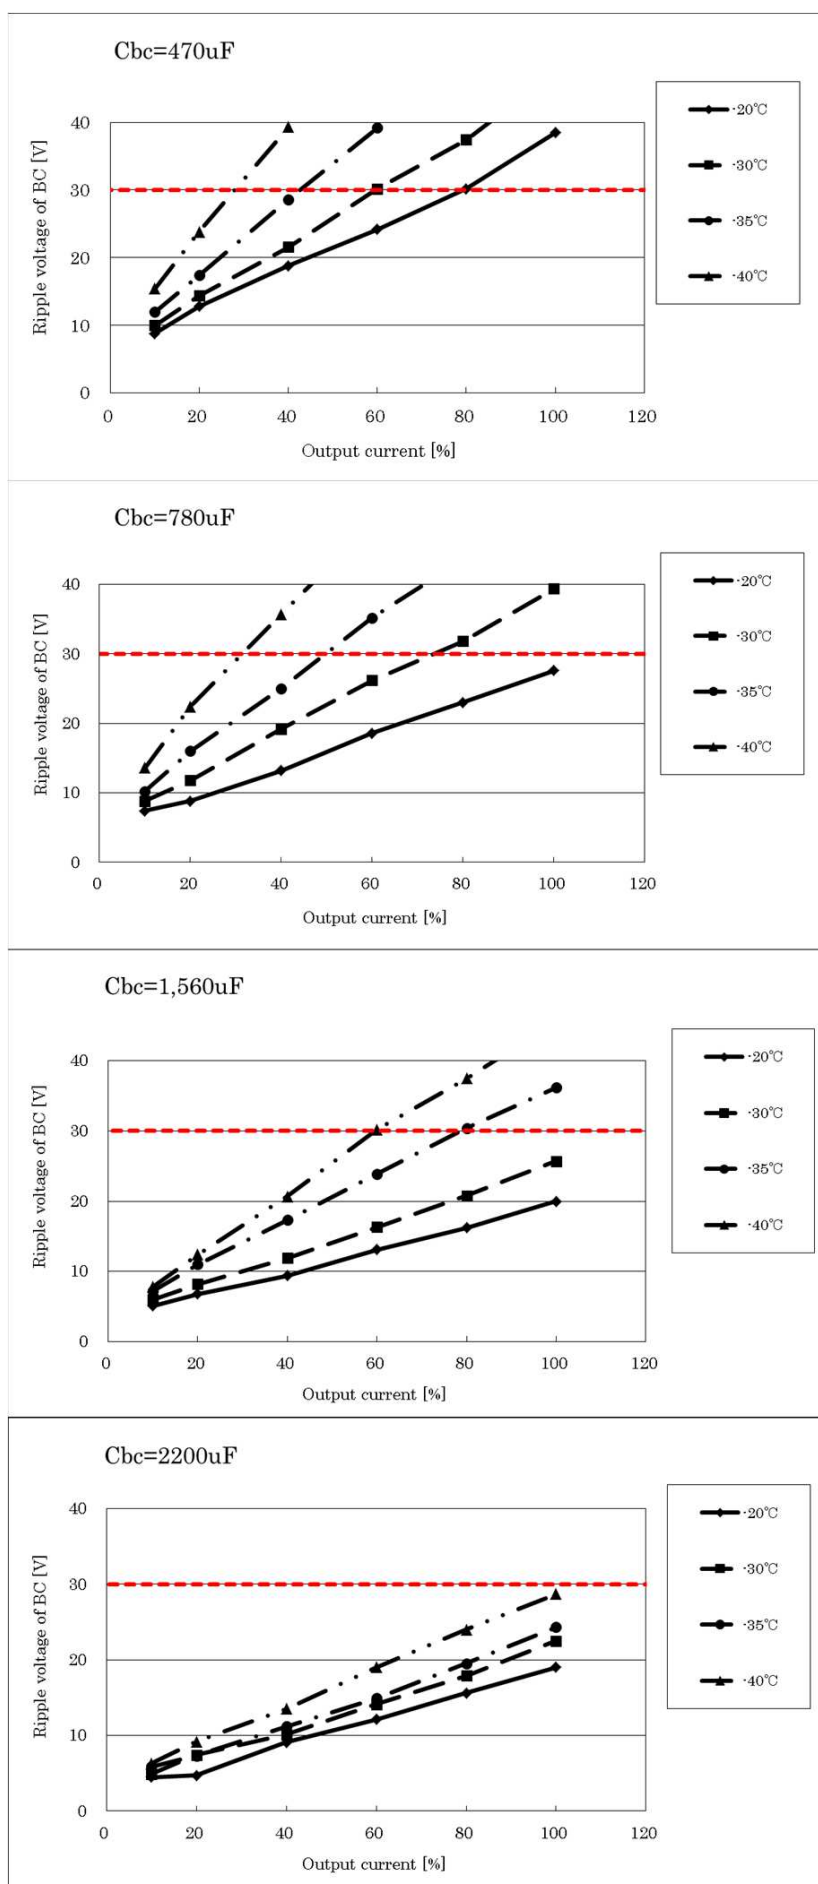 Cbc=470uF
-20℃
-30℃
-35℃
-40℃
Ripple voltage of BC [V]
40
30
20
10
0
0 20 40 60 80 100 120
Output current [%]
Cbc=780uF
-20℃
-30℃
-35℃
-40℃
Ripple voltage of BC [V]
40
30
20
10
0
0 20 40 60 80 100 120
Output current [%]
Cbc=1,560uF
-20℃
-30℃
-35℃
-40℃
Ripple voltage of BC [V]
40
30
20
10
0
0 20 40 60 80 100 120
Output current [%]
Cbc=2200uF
-20℃
-30℃
-35℃
-40℃
Ripple voltage of BC [V]
40
30
20
10
0
0 20 40 60 80 100 120
Output current [%]